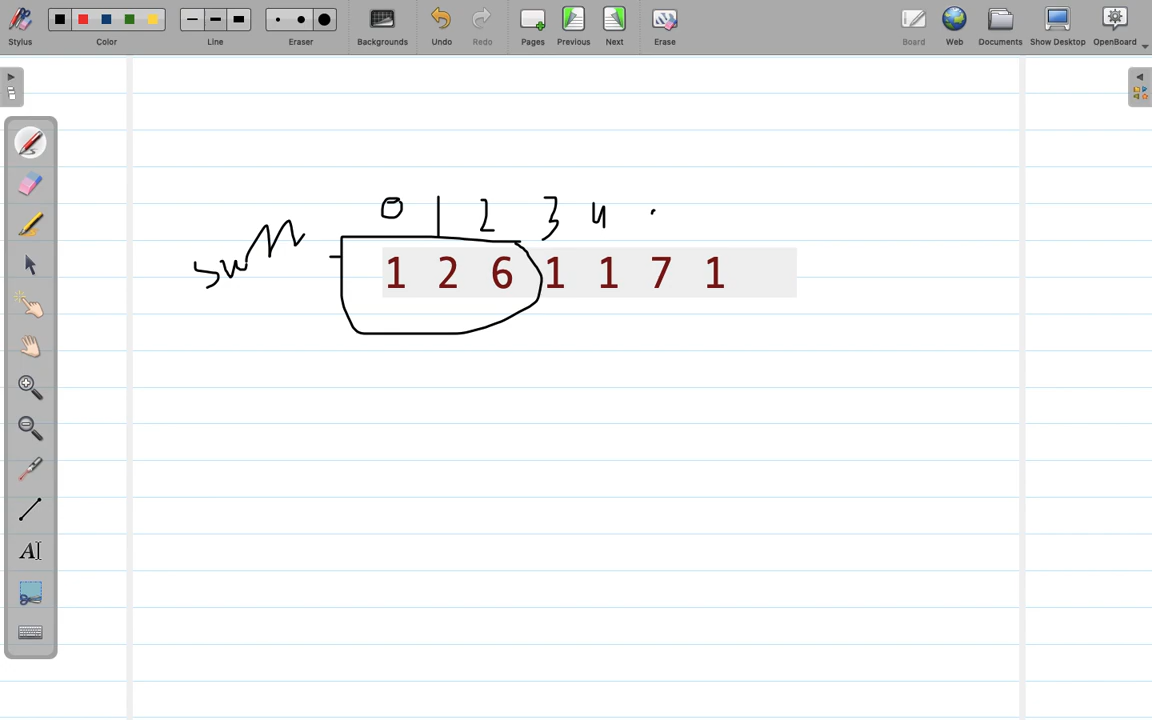 Stylus Color Line Eraser Backgrounds Undo Redo Pages Previous Next Erase Board Web Documents Show Desktop OpenBoard
0 1 2 3 4 .
sum
1 2 6 1 1 7 1
A